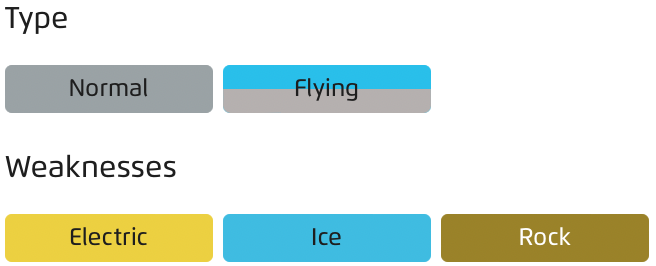 Type
Normal Flying
Weaknesses
Electric Ice Rock